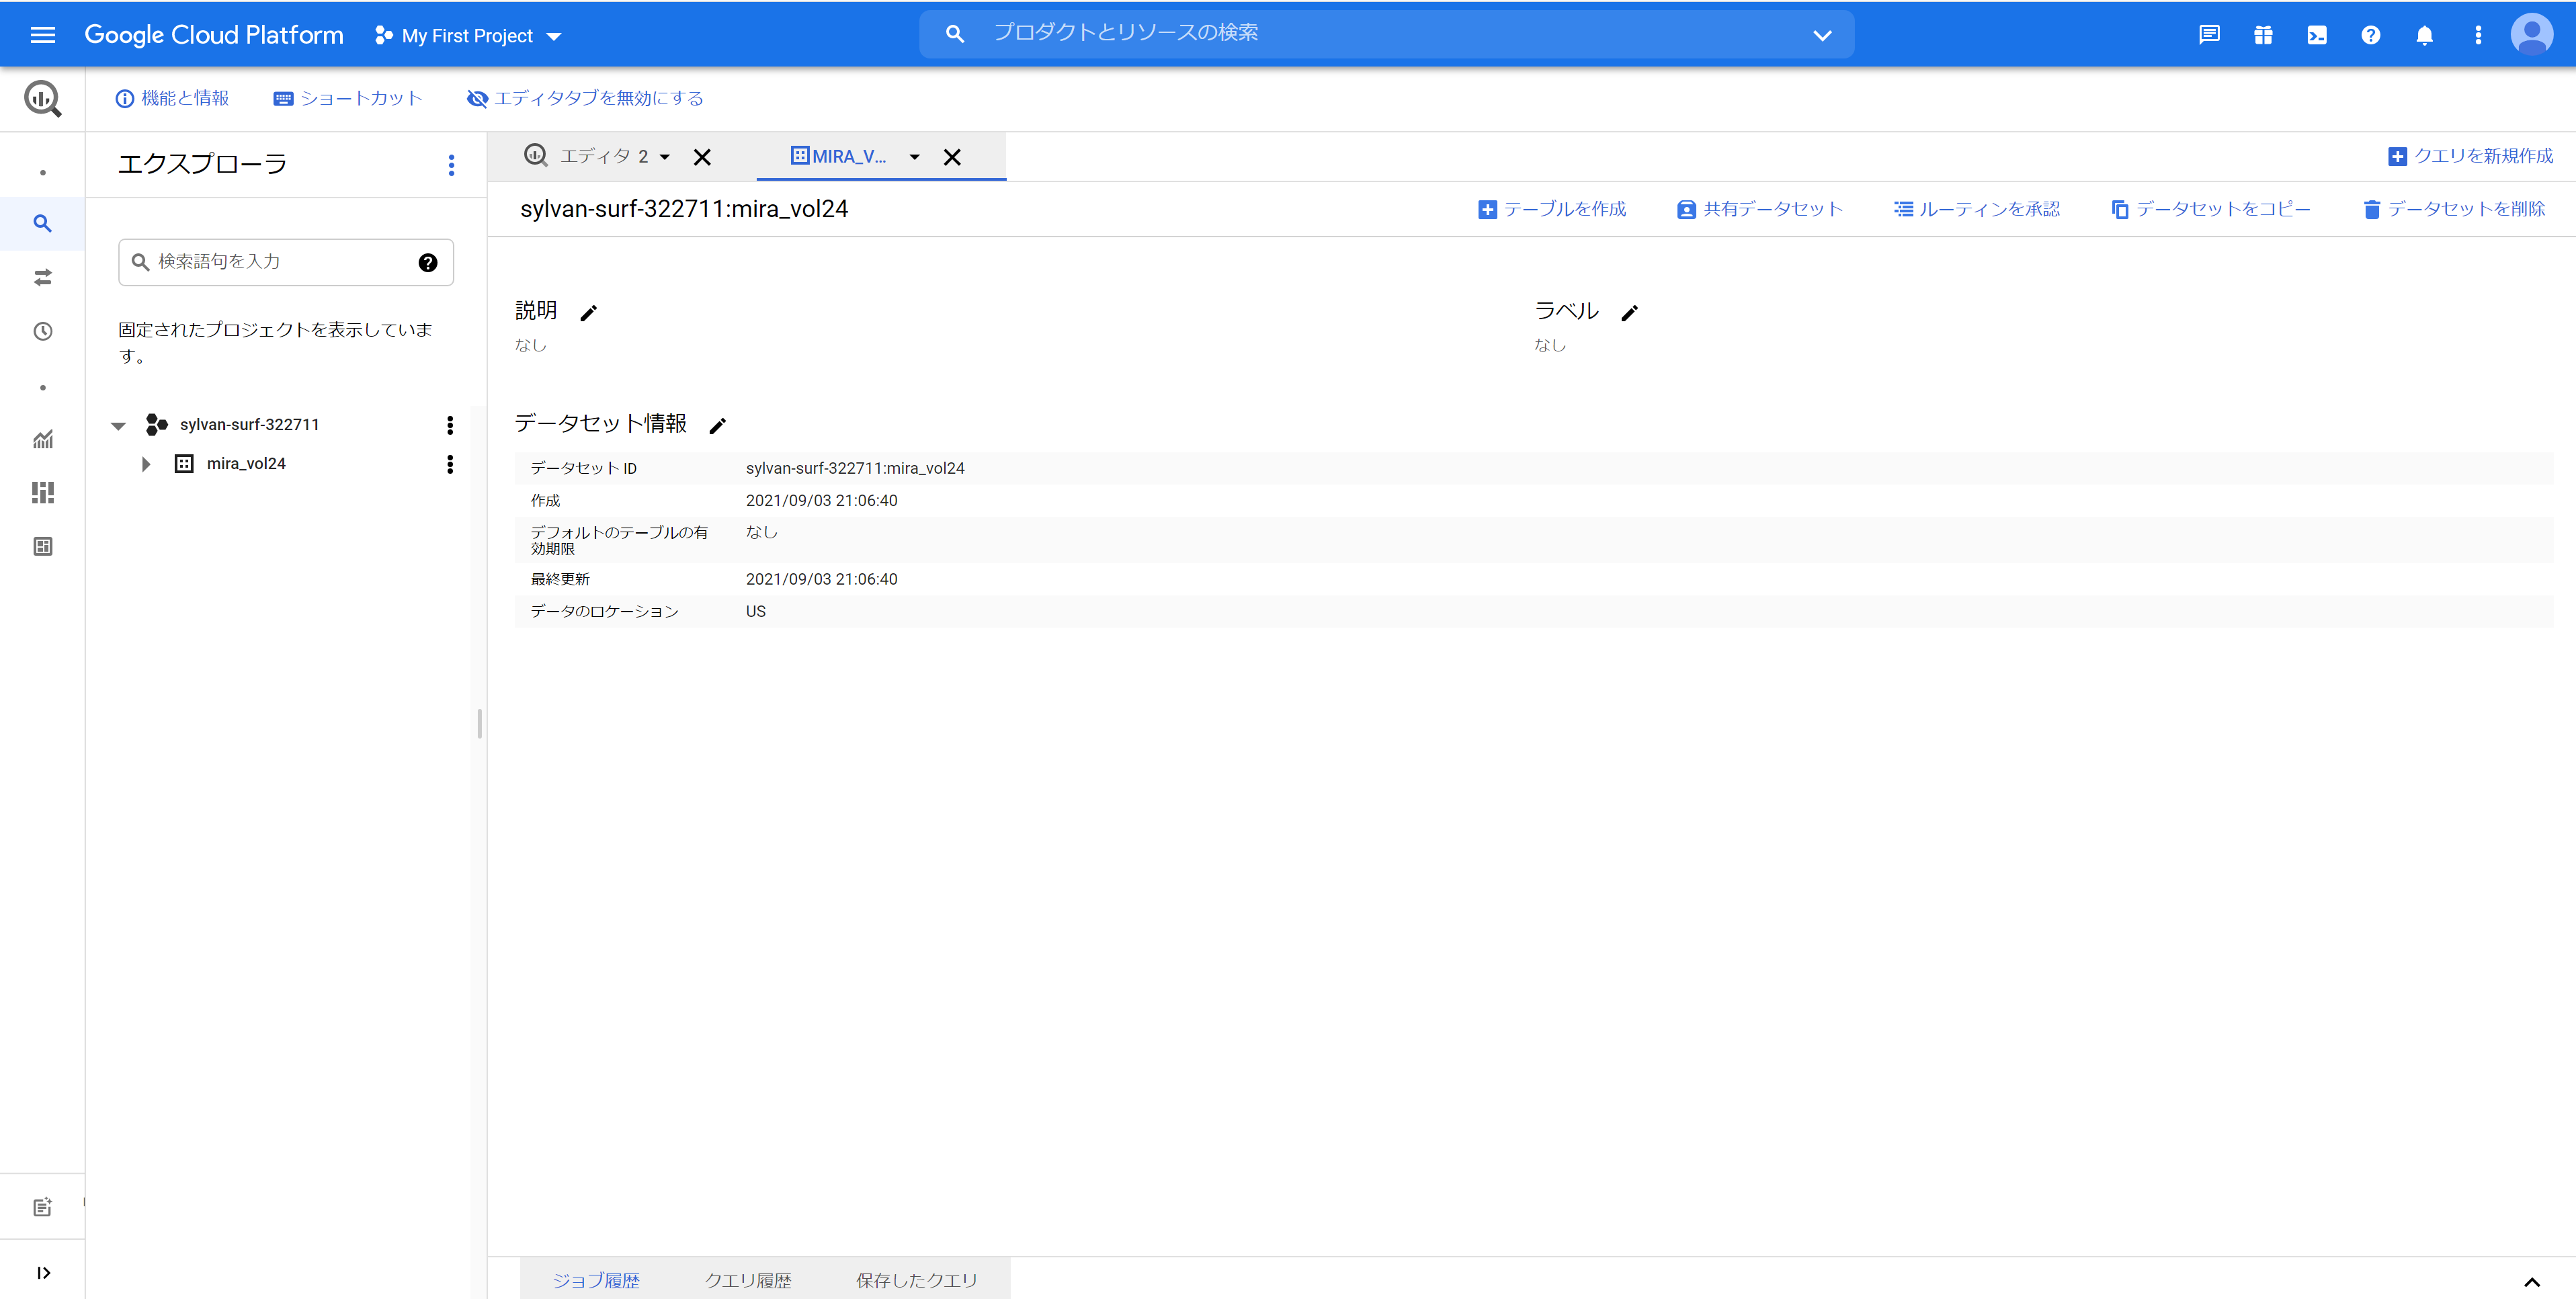 Google Cloud Platform
My First Project
プロダクトとリソースの検索
機能と情報
ショートカット
エディタタブを無効にする
エクスプローラ
エディタ 2
MIRA_V...
クエリを新規作成
sylvan-surf-322711:mira_vol24
テーブルを作成
共有データセット
ルーティンを承認
データセットをコピー
データセットを削除
検索語句を入力
固定されたプロジェクトを表示していま
す。
sylvan-surf-322711
mira_vol24
説明
なし
ラベル
なし
データセット情報
データセット ID
sylvan-surf-322711:mira_vol24
作成
2021/09/03 21:06:40
デフォルトのテーブルの有
効期限
なし
最終更新
2021/09/03 21:06:40
データのロケーション
US
ジョブ履歴
クエリ履歴
保存したクエリ